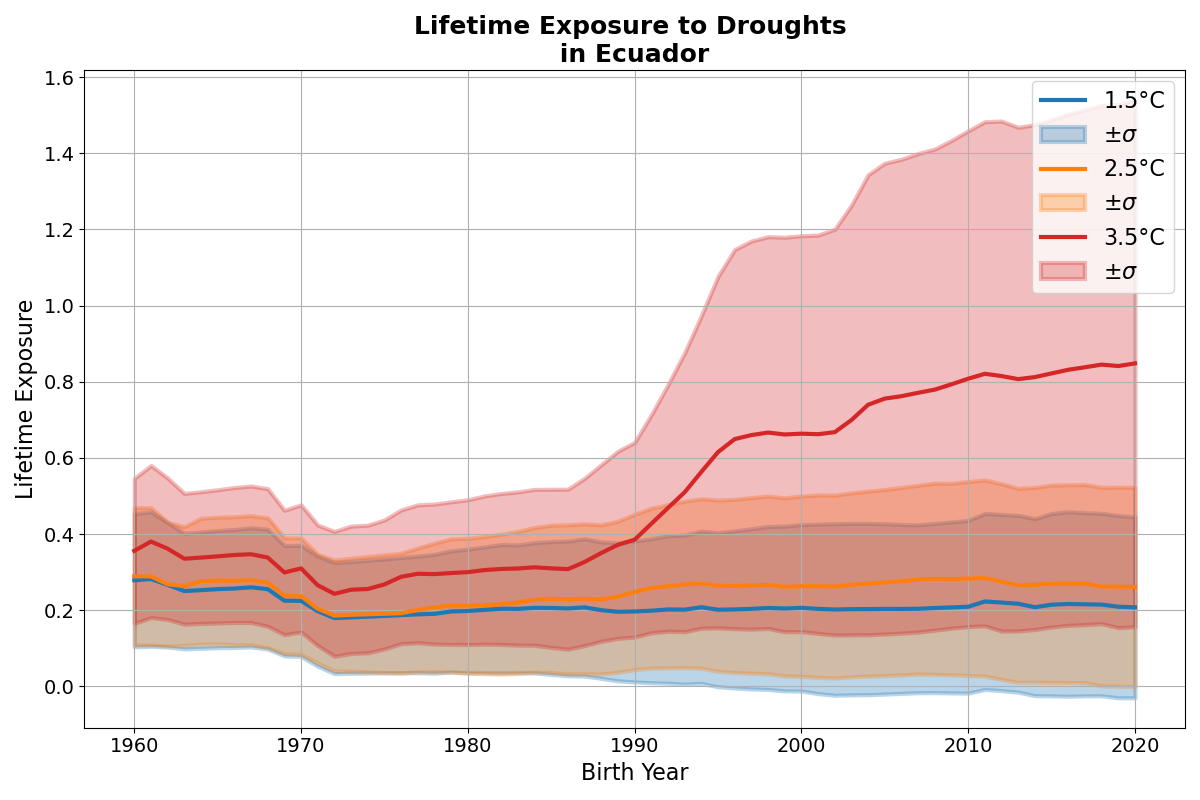 Lifetime Exposure to Droughts
in Ecuador
1.6
1.4
1.2
1.0
0.8
0.6
0.4
0.2
0.0
Lifetime Exposure
1.5°C
±σ
2.5°C
±σ
3.5°C
±σ
1960 1970 1980 1990 2000 2010 2020
Birth Year